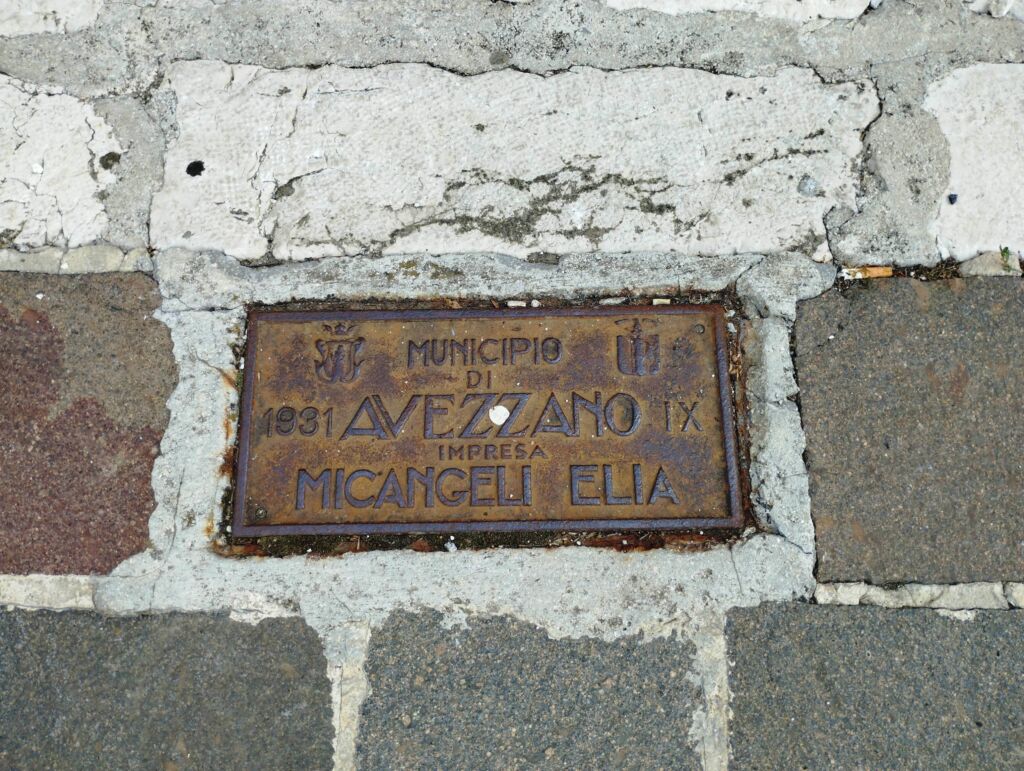 MUNICIPIO
DI
1931 AVEZZANO IX
IMPRESA
MICANGELI ELIA